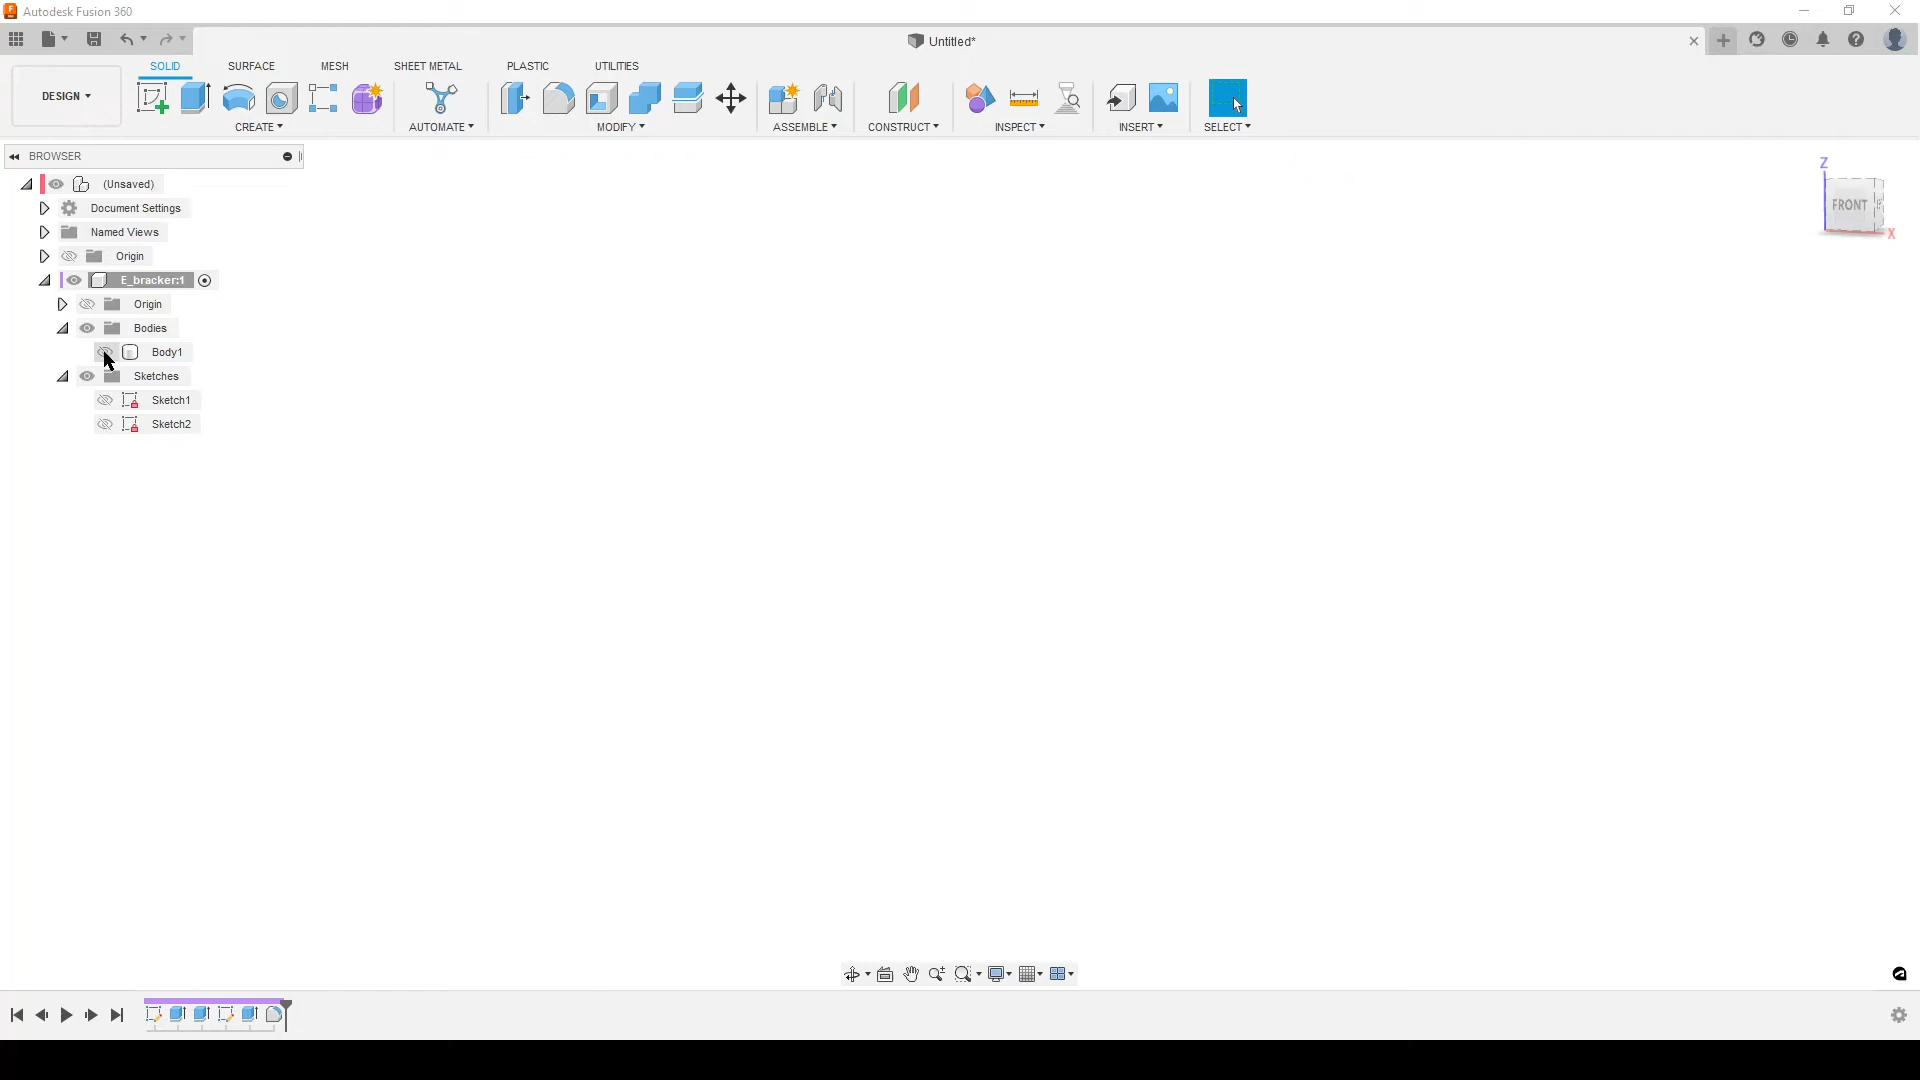 Autodesk Fusion 360
Untitled*
SOLID SURFACE MESH SHEET METAL PLASTIC UTILITIES
DESIGN
CREATE AUTOMATE MODIFY ASSEMBLE CONSTRUCT INSPECT INSERT SELECT
BROWSER
(Unsaved)
Document Settings
Named Views
Origin
E_bracker:1
Origin
Bodies
Body1
Sketches
Sketch1
Sketch2
Z
FRONT
X